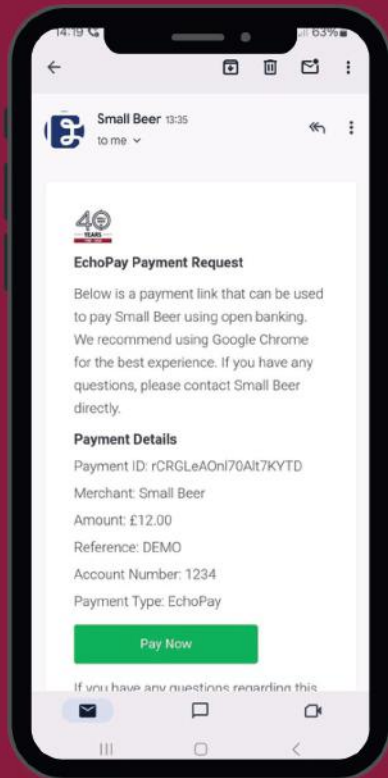 14:19
63%
Small Beer 13:35
to me
40
YEARS
EchoPay Payment Request
Below is a payment link that can be used
to pay Small Beer using open banking.
We recommend using Google Chrome
for the best experience. If you have any
questions, please contact Small Beer
directly.
Payment Details
Payment ID: rCRGLeAOnl70Alt7KYTD
Merchant: Small Beer
Amount: £12.00
Reference: DEMO
Account Number: 1234
Payment Type: EchoPay
Pay Now
If you have any questions regarding this